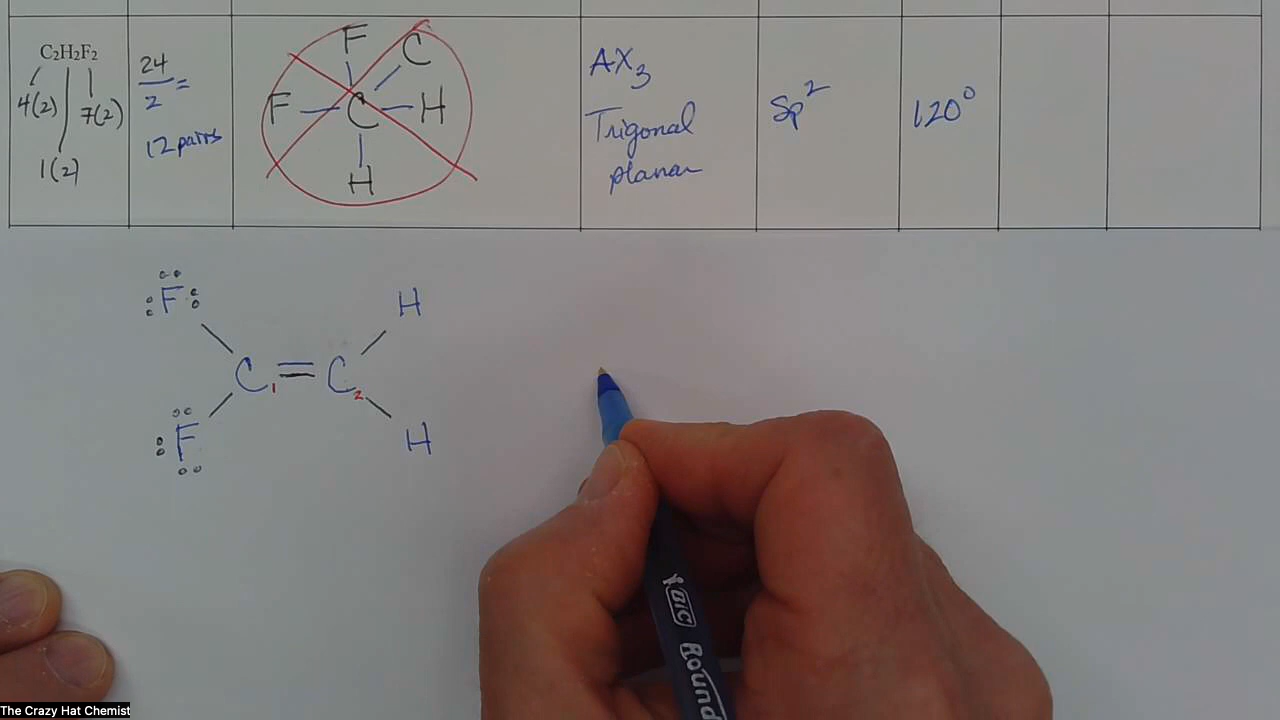 C2H2F2
4(2) 7(2)
1(2)
24
2 =
12 pairs
F C
F C H
H
AX3
Trigonal
planar
Sp2
120°
F H
C1 = C2
F H
BiC Round
The Crazy Hat Chemist